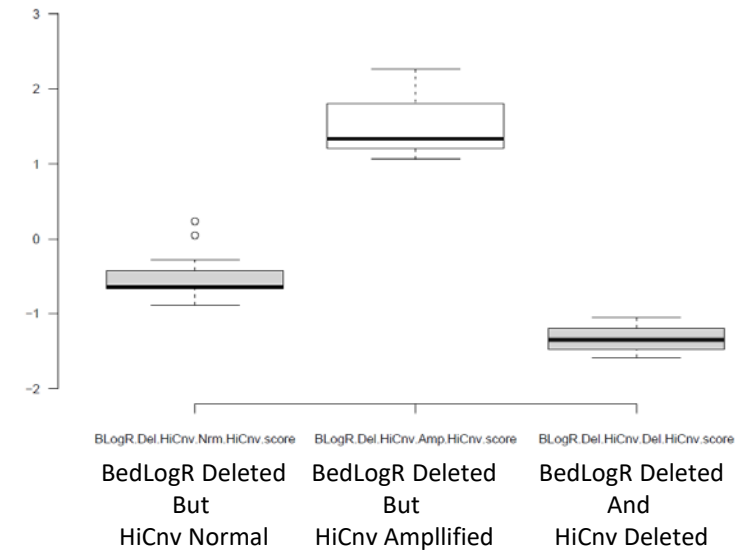 3
2
1
0
−1
−2
BLogR.Del.HiCnv.Nrm.HiCnv.score BLogR.Del.HiCnv.Amp.HiCnv.score BLogR.Del.HiCnv.Del.HiCnv.score
BedLogR Deleted BedLogR Deleted BedLogR Deleted
But But And
HiCnv Normal HiCnv Ampllified HiCnv Deleted